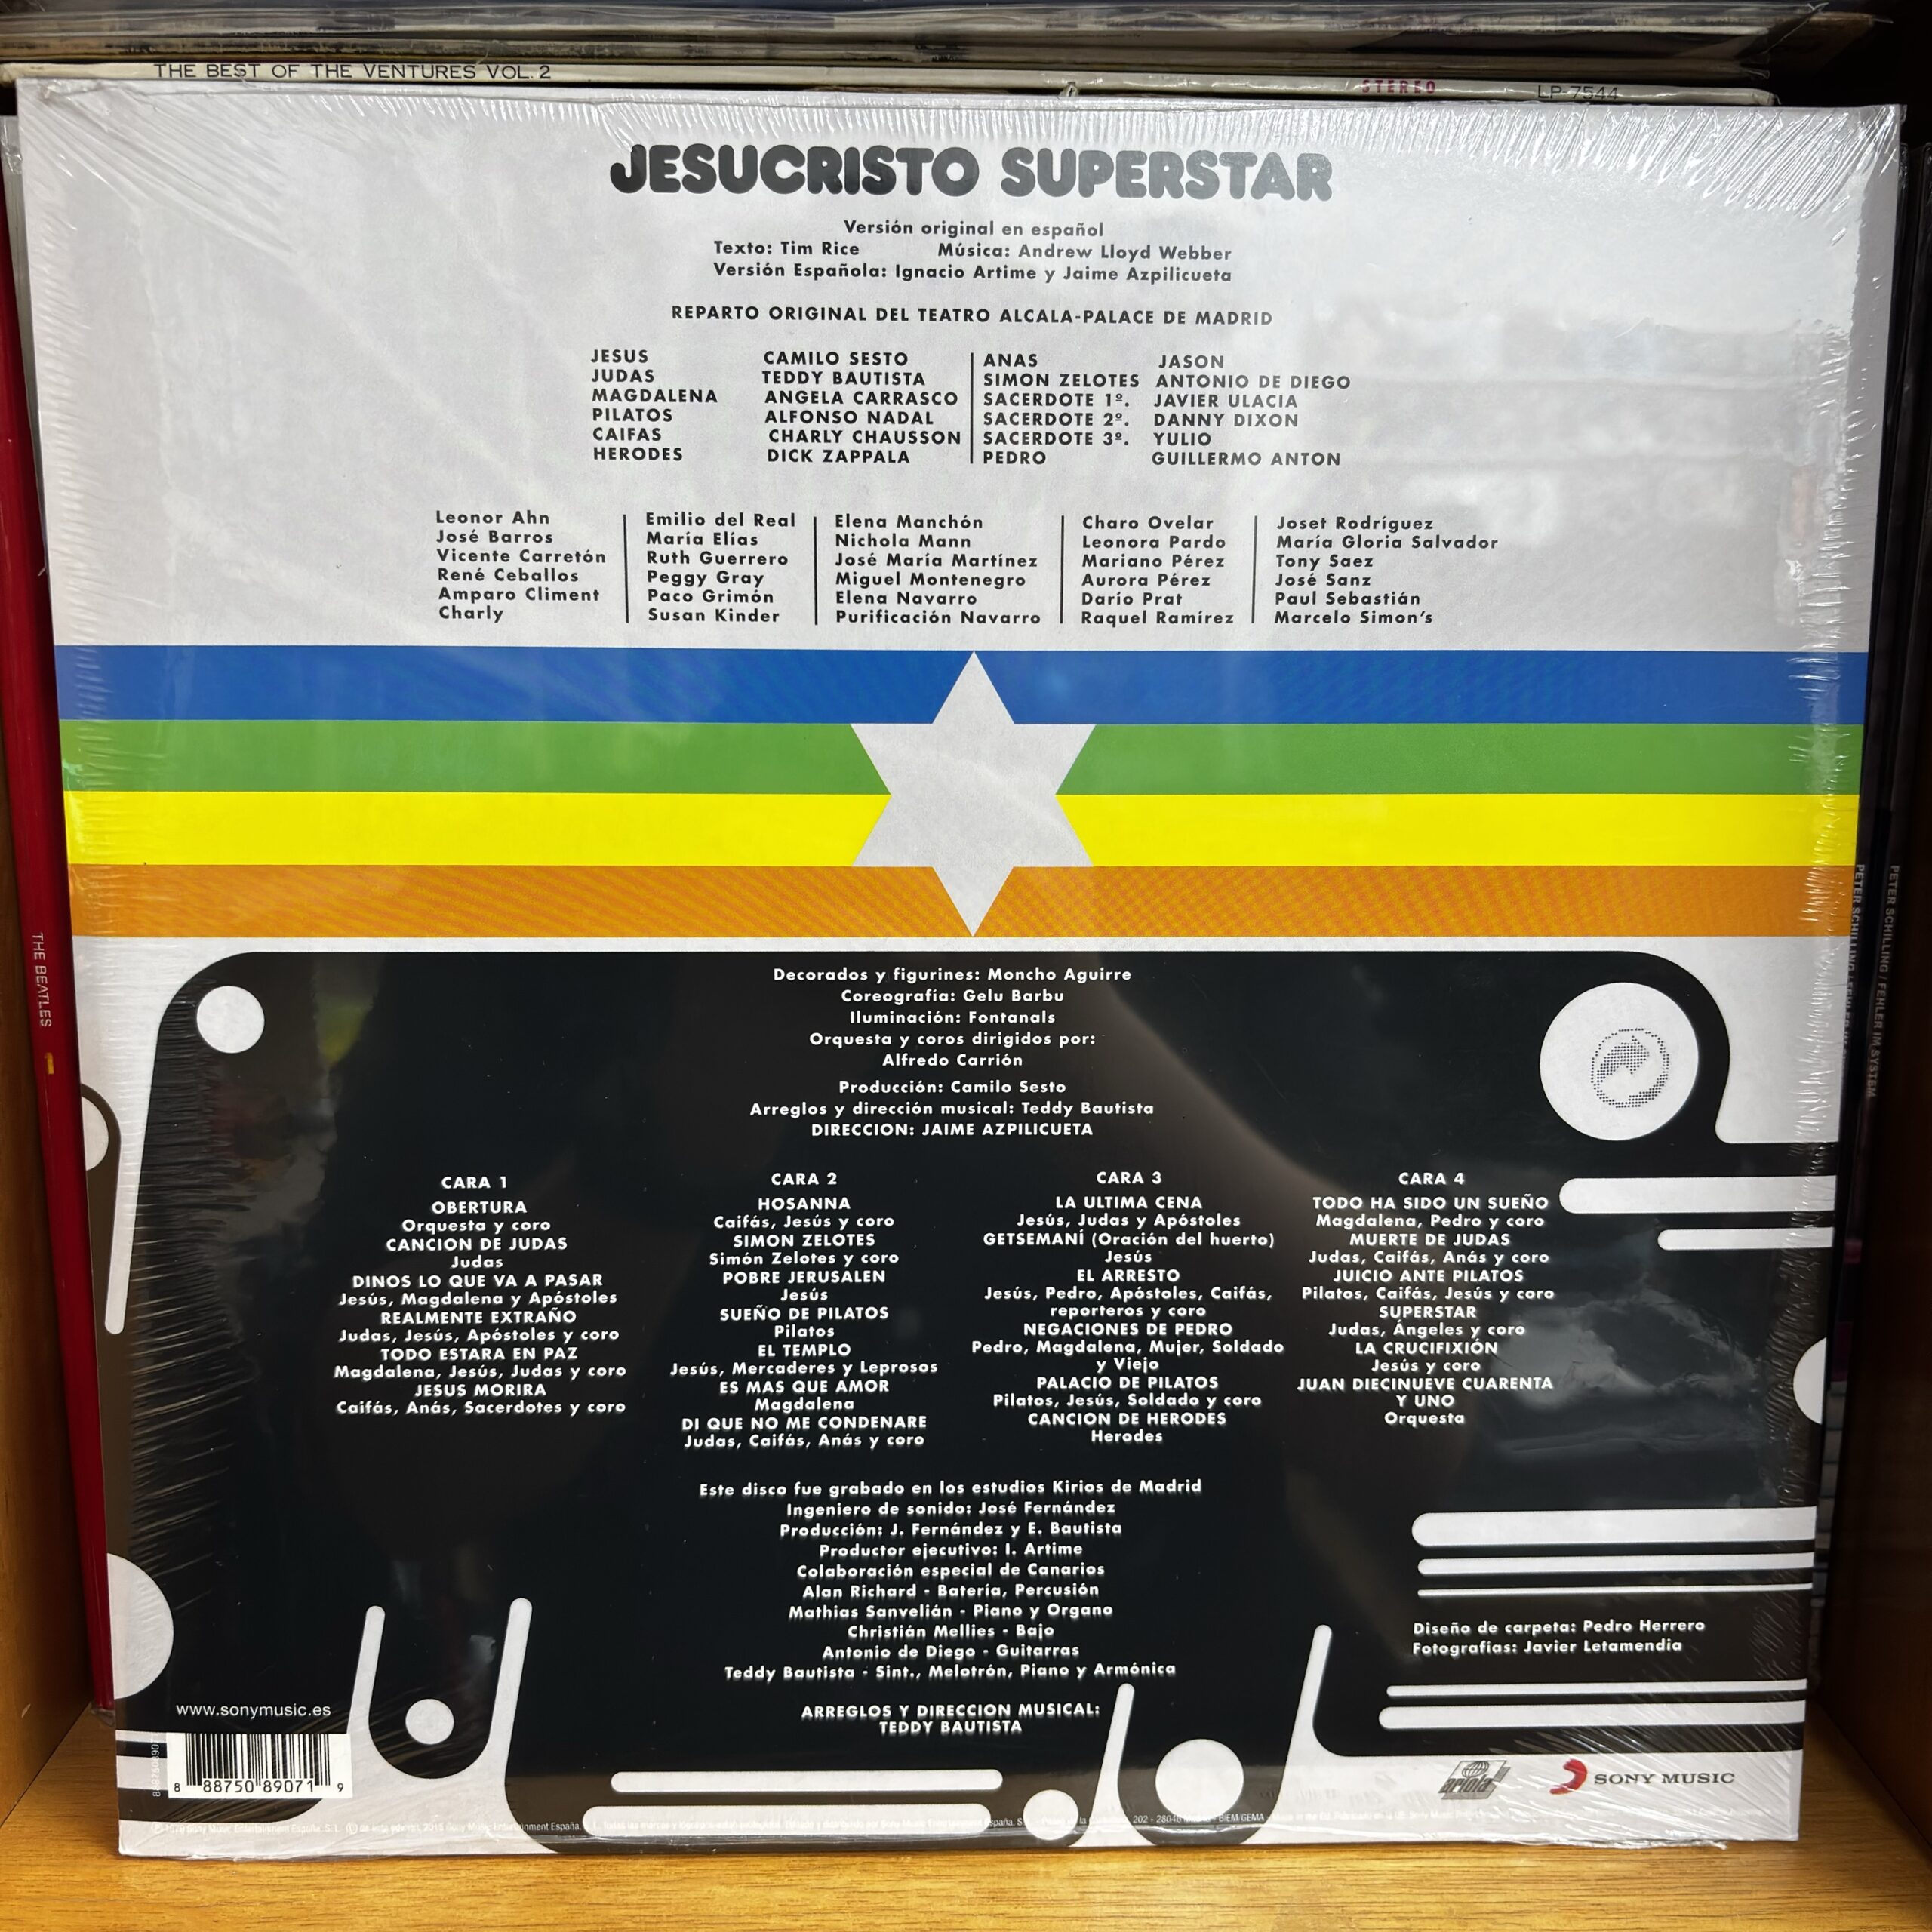 THE BEST OF THE VENTURES VOL. 2
STEREO
LP-7544
JESUCRISTO SUPERSTAR
Versión original en español
Texto: Tim Rice Música: Andrew Lloyd Webber
Versión Española: Ignacio Artime y Jaime Azpilicueta
REPARTO ORIGINAL DEL TEATRO ALCALA-PALACE DE MADRID
JESUS CAMILO SESTO
JUDAS TEDDY BAUTISTA
MAGDALENA ANGELA CARRASCO
PILATOS ALFONSO NADAL
CAIFAS CHARLY CHAUSSON
HERODES DICK ZAPPALA
ANAS JASON
SIMON ZELOTES ANTONIO DE DIEGO
SACERDOTE 1º. JAVIER ULACIA
SACERDOTE 2º. DANNY DIXON
SACERDOTE 3º. YULIO
PEDRO GUILLERMO ANTON
Leonor Ahn
José Barros
Vicente Carretón
René Ceballos
Amparo Climent
Charly
Emilio del Real
María Elías
Ruth Guerrero
Peggy Gray
Paco Grimón
Susan Kinder
Elena Manchón
Nichola Mann
José María Martínez
Miguel Montenegro
Elena Navarro
Purificación Navarro
Charo Ovelar
Leonora Pardo
Mariano Pérez
Aurora Pérez
Darío Prat
Raquel Ramírez
Joset Rodríguez
María Gloria Salvador
Tony Saez
José Sanz
Paul Sebastián
Marcelo Simon's
Decorados y figurines: Moncho Aguirre
Coreografía: Gelu Barbu
Iluminación: Fontanals
Orquesta y coros dirigidos por:
Alfredo Carrión
Producción: Camilo Sesto
Arreglos y dirección musical: Teddy Bautista
DIRECCION: JAIME AZPILICUETA
CARA 1
OBERTURA
Orquesta y coro
CANCION DE JUDAS
Judas
DINOS LO QUE VA A PASAR
Jesús, Magdalena y Apóstoles
REALMENTE EXTRAÑO
Judas, Jesús, Apóstoles y coro
TODO ESTARA EN PAZ
Magdalena, Jesús, Judas y coro
JESUS MORIRA
Caifás, Anás, Sacerdotes y coro
CARA 2
HOSANNA
Caifás, Jesús y coro
SIMON ZELOTES
Simón Zelotes y coro
POBRE JERUSALEN
Jesús
SUEÑO DE PILATOS
Pilatos
EL TEMPLO
Jesús, Mercaderes y Leprosos
ES MAS QUE AMOR
Magdalena
DI QUE NO ME CONDENARE
Judas, Caifás, Anás y coro
CARA 3
LA ULTIMA CENA
Jesús, Judas y Apóstoles
GETSEMANÍ (Oración del huerto)
Jesús
EL ARRESTO
Jesús, Pedro, Apóstoles, Caifás,
reporteros y coro
NEGACIONES DE PEDRO
Pedro, Magdalena, Mujer, Soldado
y Viejo
PALACIO DE PILATOS
Pilatos, Jesús, Soldado y coro
CANCION DE HERODES
Herodes
CARA 4
TODO HA SIDO UN SUEÑO
Magdalena, Pedro y coro
MUERTE DE JUDAS
Judas, Caifás, Anás y coro
JUICIO ANTE PILATOS
Pilatos, Caifás, Jesús y coro
SUPERSTAR
Judas, Ángeles y coro
LA CRUCIFIXIÓN
Jesús y coro
JUAN DIECINUEVE CUARENTA
Y UNO
Orquesta
Este disco fue grabado en los estudios Kirios de Madrid
Ingeniero de sonido: José Fernández
Producción: J. Fernández y E. Bautista
Productor ejecutivo: I. Artime
Colaboración especial de Canarios
Alan Richard - Batería, Percusión
Mathias Sanvelián - Piano y Organo
Christián Mellies - Bajo
Antonio de Diego - Guitarras
Teddy Bautista - Sint., Melotrón, Piano y Armónica
ARREGLOS Y DIRECCION MUSICAL:
TEDDY BAUTISTA
Diseño de carpeta: Pedro Herrero
Fotografías: Javier Letamendia
www.sonymusic.es
8 88750 89071 9
ariola
SONY MUSIC
THE BEATLES
PETER SCHILLING / FEHLER IM SYSTEM